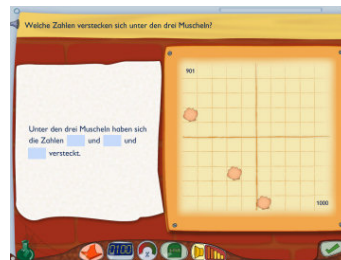 Welche Zahlen verstecken sich unter den drei Muscheln?
901
Unter den drei Muscheln haben sich
die Zahlen und und
versteckt.
1000
0100